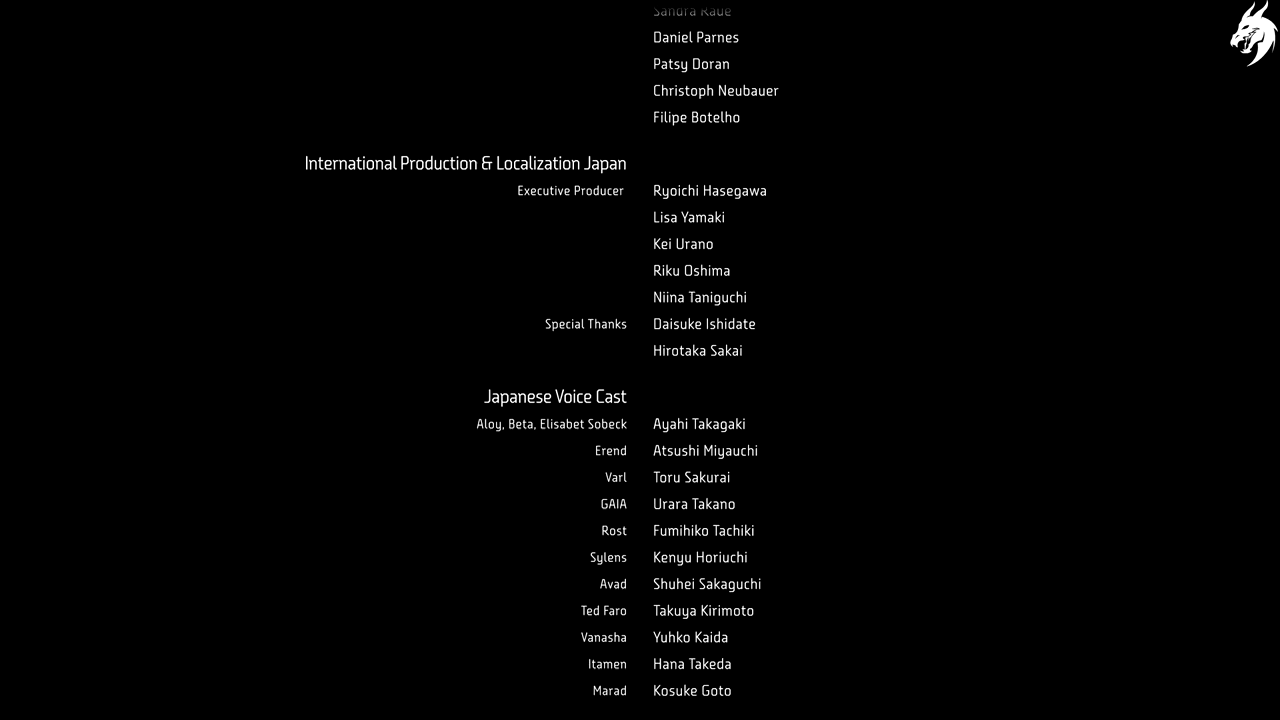 Sandra Raue
Daniel Parnes
Patsy Doran
Christoph Neubauer
Filipe Botelho
International Production & Localization Japan
Executive Producer Ryoichi Hasegawa
Lisa Yamaki
Kei Urano
Riku Oshima
Niina Taniguchi
Special Thanks Daisuke Ishidate
Hirotaka Sakai
Japanese Voice Cast
Aloy, Beta, Elisabet Sobeck Ayahi Takagaki
Erend Atsushi Miyauchi
Varl Toru Sakurai
GAIA Urara Takano
Rost Fumihiko Tachiki
Sylens Kenyu Horiuchi
Avad Shuhei Sakaguchi
Ted Faro Takuya Kirimoto
Vanasha Yuhko Kaida
Itamen Hana Takeda
Marad Kosuke Goto